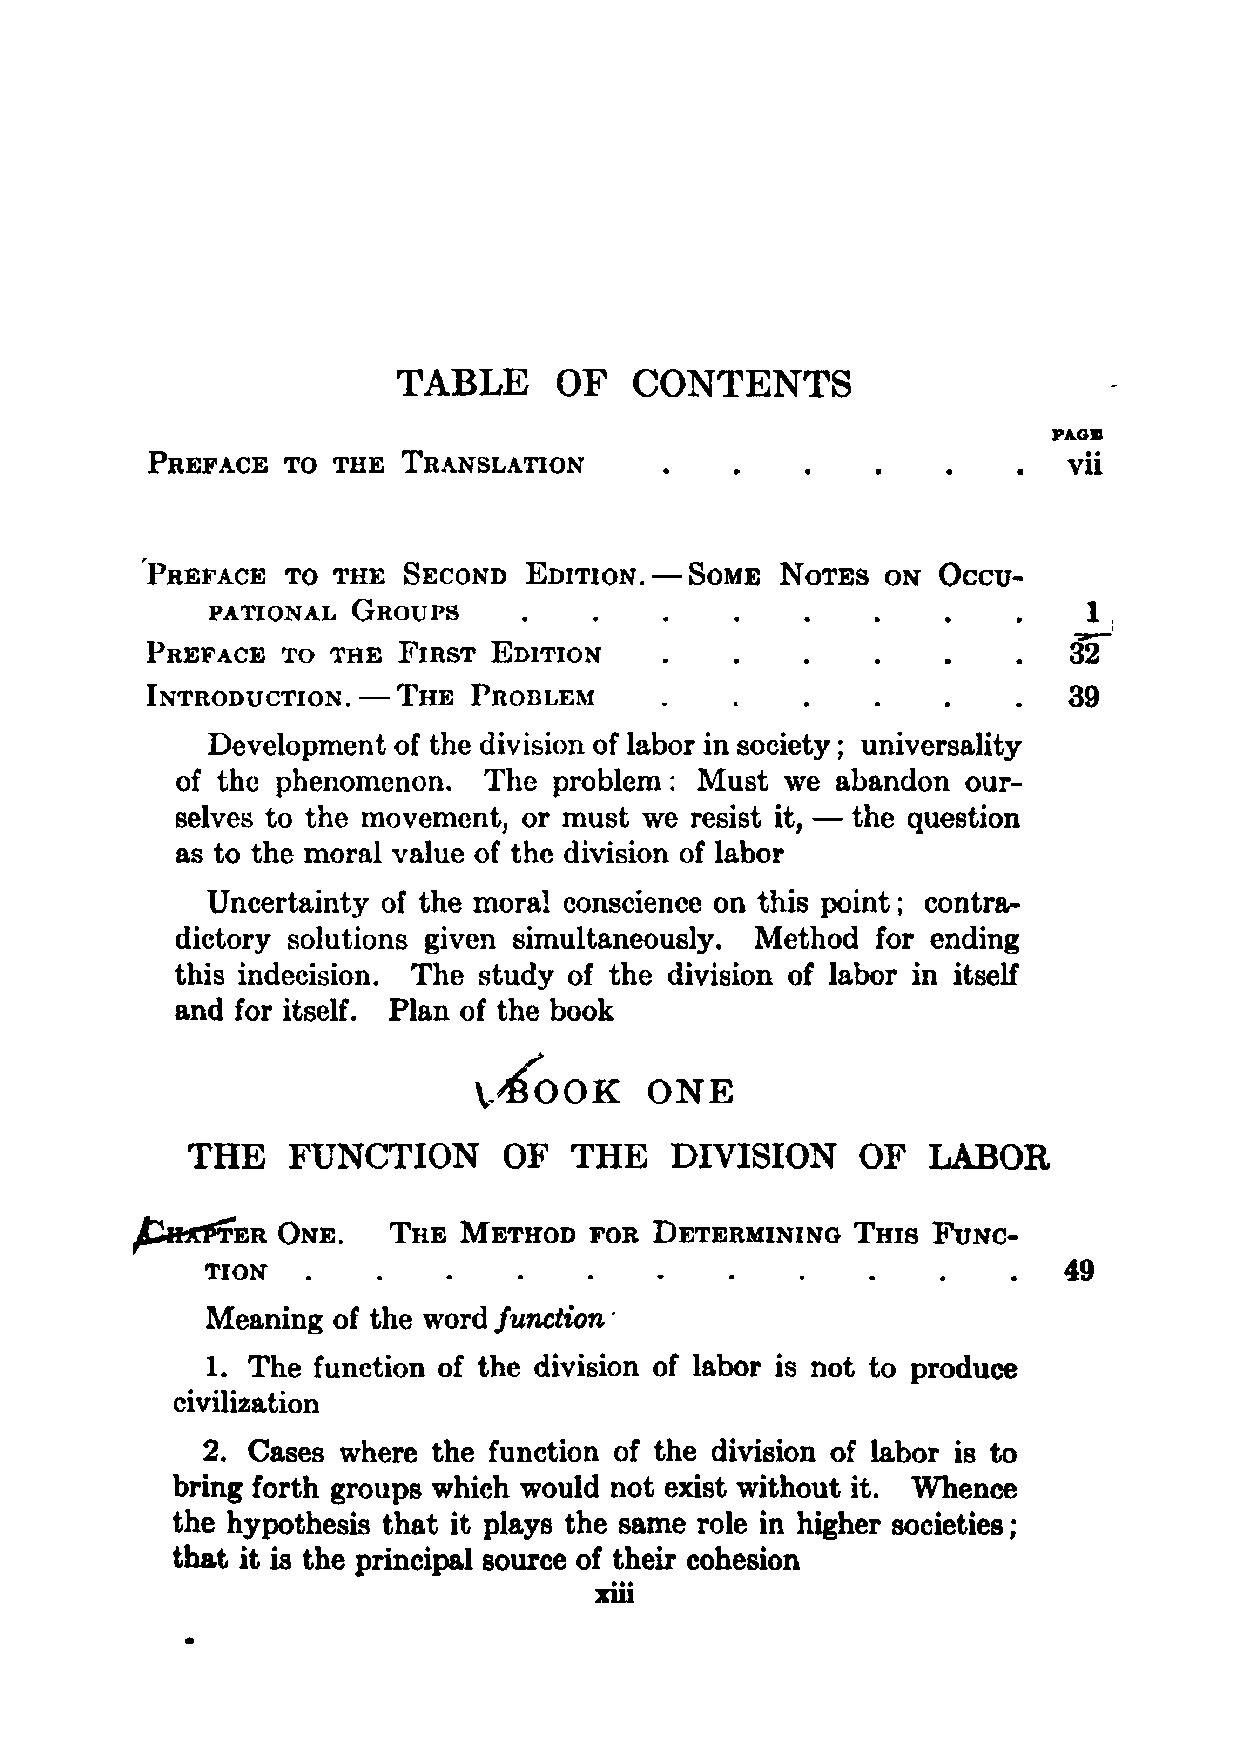 TABLE OF CONTENTS
PAGE
PREFACE TO THE TRANSLATION . . . . . . vii
PREFACE TO THE SECOND EDITION. — SOME NOTES ON OCCU-
PATIONAL GROUPS . . . . . . . . 1
PREFACE TO THE FIRST EDITION . . . . . . 32
INTRODUCTION. — THE PROBLEM . . . . . . 39
Development of the division of labor in society; universality
of the phenomenon. The problem: Must we abandon our-
selves to the movement, or must we resist it, — the question
as to the moral value of the division of labor
Uncertainty of the moral conscience on this point; contra-
dictory solutions given simultaneously. Method for ending
this indecision. The study of the division of labor in itself
and for itself. Plan of the book
BOOK ONE
THE FUNCTION OF THE DIVISION OF LABOR
CHAPTER ONE. THE METHOD FOR DETERMINING THIS FUNC-
TION . . . . . . . . . . . 49
Meaning of the word function
1. The function of the division of labor is not to produce
civilization
2. Cases where the function of the division of labor is to
bring forth groups which would not exist without it. Whence
the hypothesis that it plays the same role in higher societies;
that it is the principal source of their cohesion
xiii